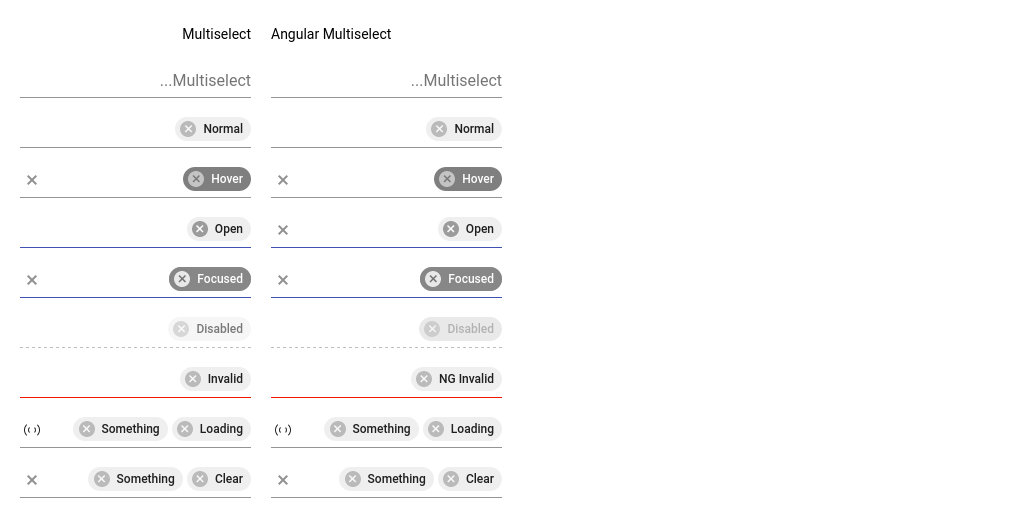 Multiselect Angular Multiselect
...Multiselect ...Multiselect
Normal Normal
Hover Hover
Open Open
Focused Focused
Disabled Disabled
Invalid NG Invalid
Something Loading Something Loading
Something Clear Something Clear